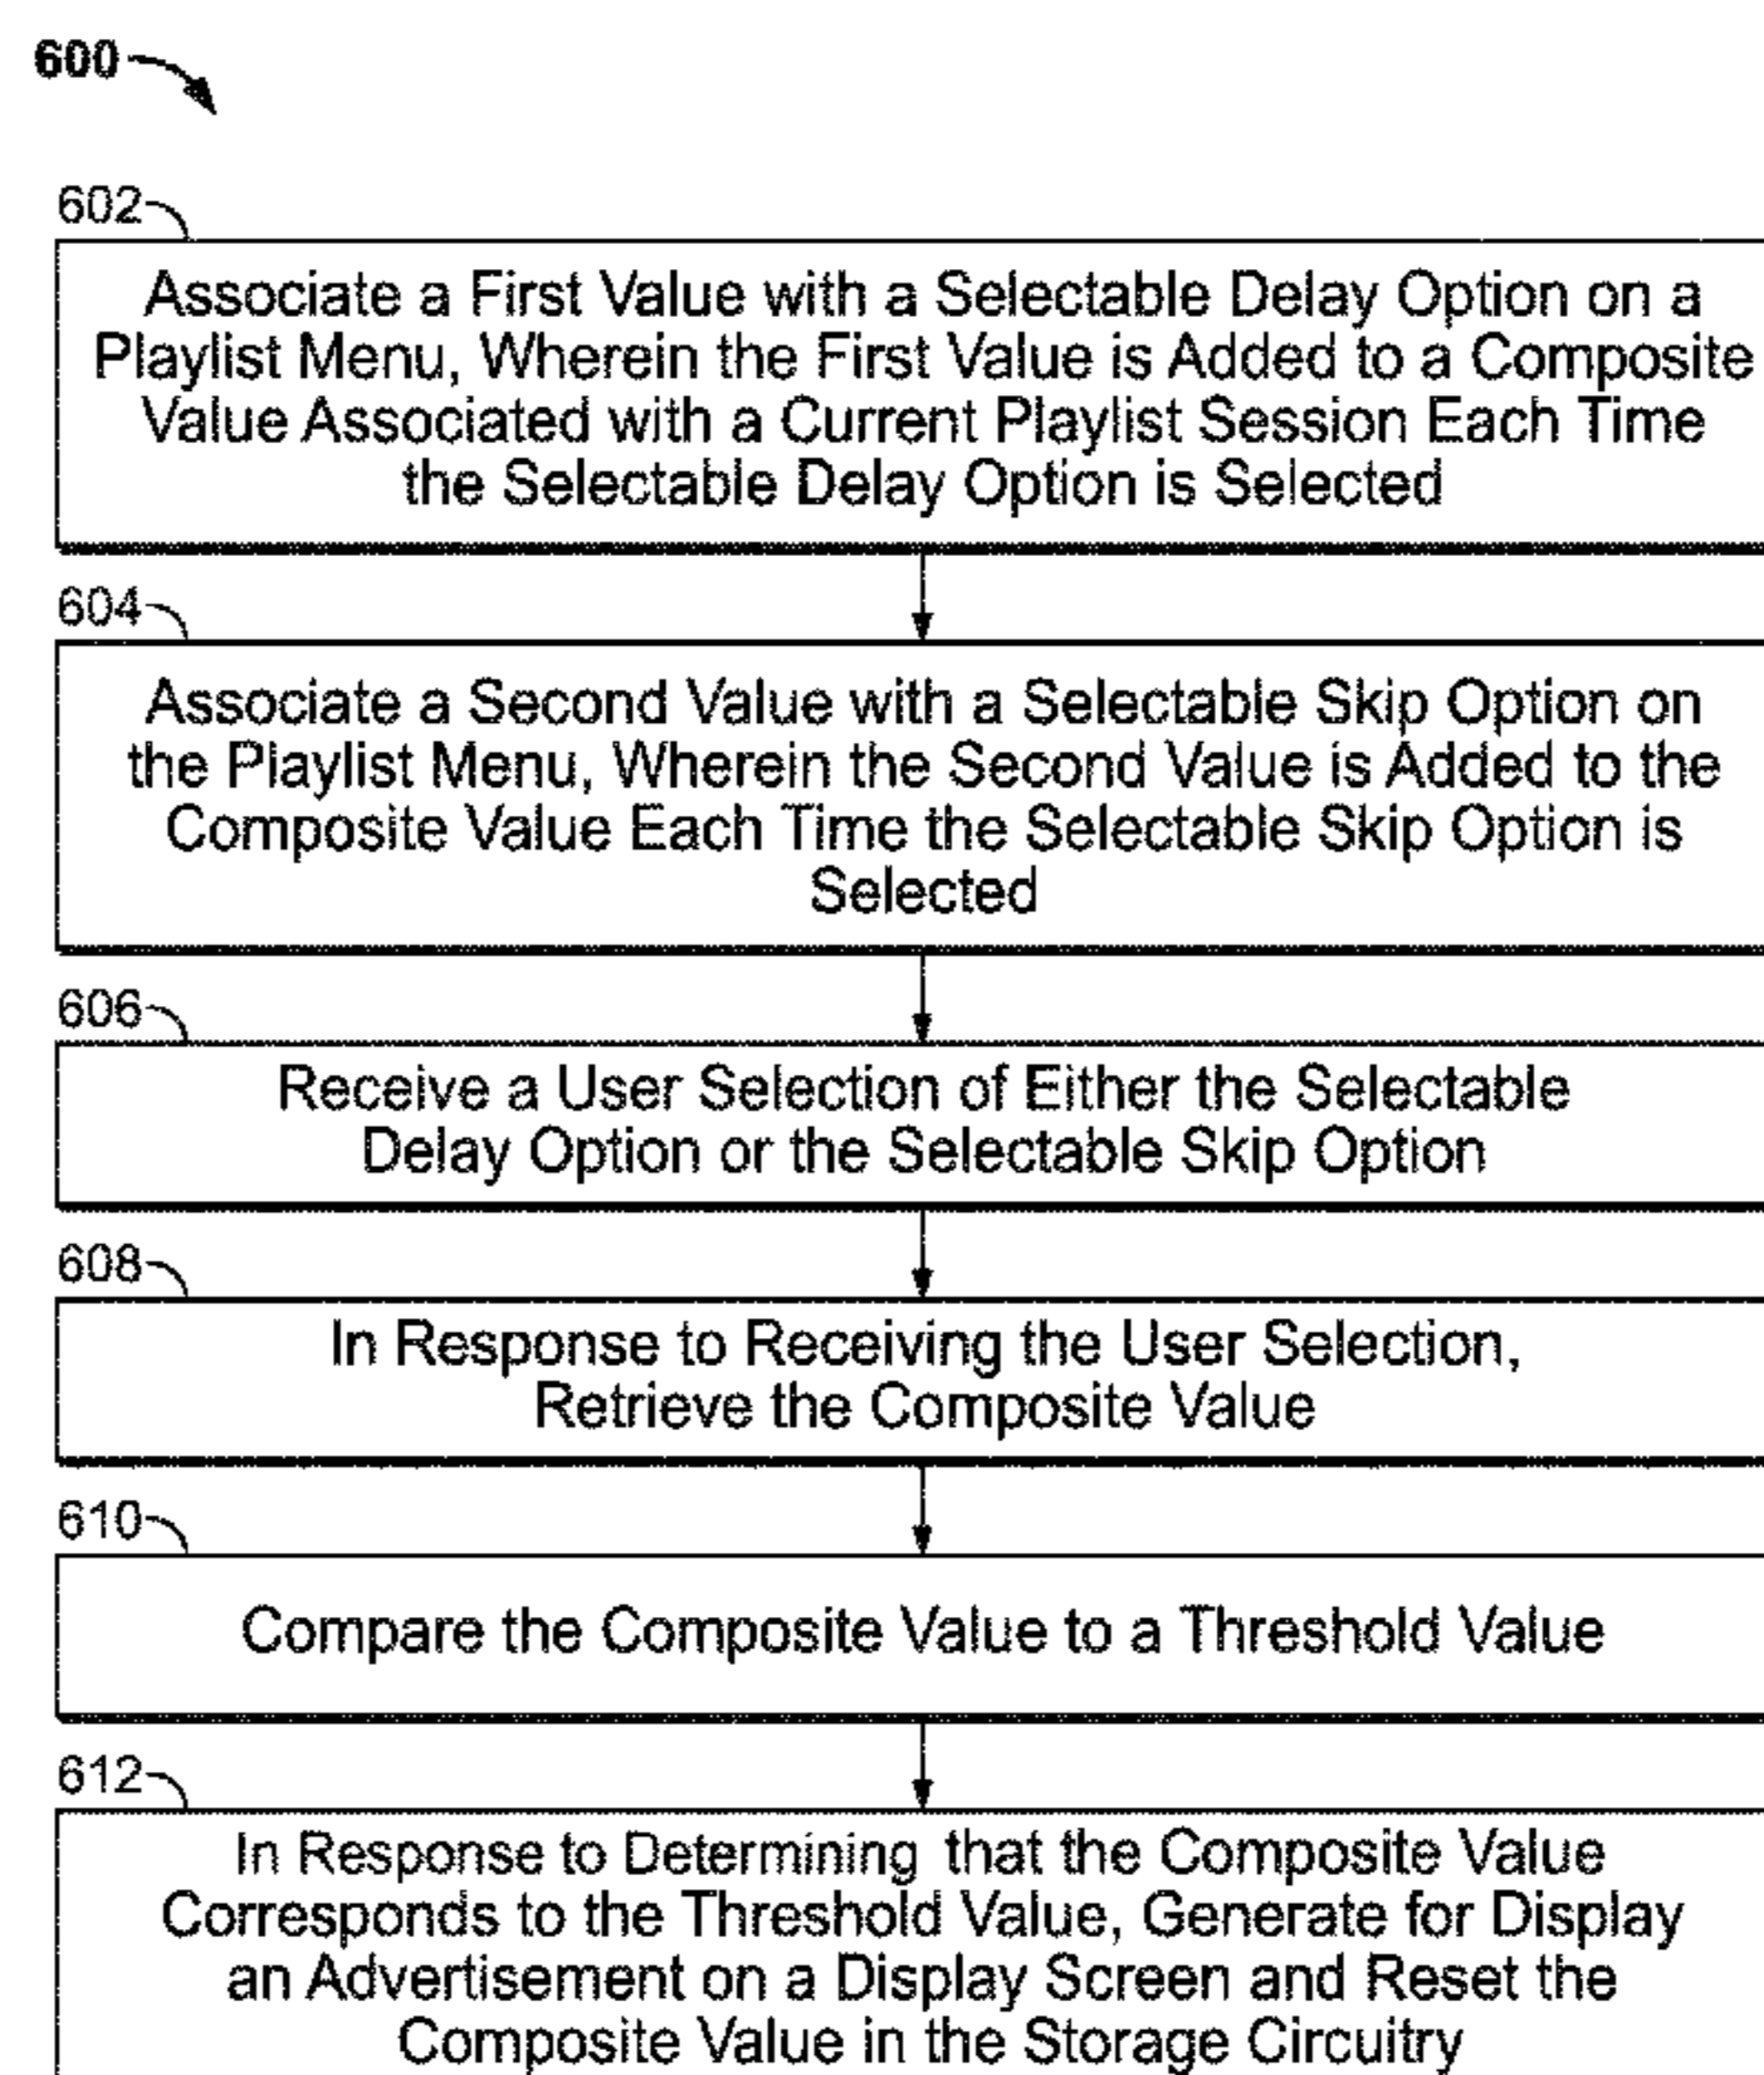 600
602
Associate a First Value with a Selectable Delay Option on a
Playlist Menu, Wherein the First Value is Added to a Composite
Value Associated with a Current Playlist Session Each Time
the Selectable Delay Option is Selected
604
Associate a Second Value with a Selectable Skip Option on
the Playlist Menu, Wherein the Second Value is Added to the
Composite Value Each Time the Selectable Skip Option is
Selected
606
Receive a User Selection of Either the Selectable
Delay Option or the Selectable Skip Option
608
In Response to Receiving the User Selection,
Retrieve the Composite Value
610
Compare the Composite Value to a Threshold Value
612
In Response to Determining that the Composite Value
Corresponds to the Threshold Value, Generate for Display
an Advertisement on a Display Screen and Reset the
Composite Value in the Storage Circuitry